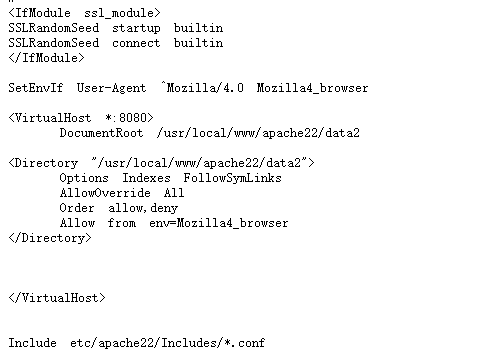 <IfModule ssl_module>
SSLRandomSeed startup builtin
SSLRandomSeed connect builtin
</IfModule>
SetEnvIf User-Agent ^Mozilla/4.0 Mozilla4_browser
<VirtualHost *:8080>
DocumentRoot /usr/local/www/apache22/data2
<Directory "/usr/local/www/apache22/data2">
Options Indexes FollowSymLinks
AllowOverride All
Order allow,deny
Allow from env=Mozilla4_browser
</Directory>
</VirtualHost>
Include etc/apache22/Includes/*.conf